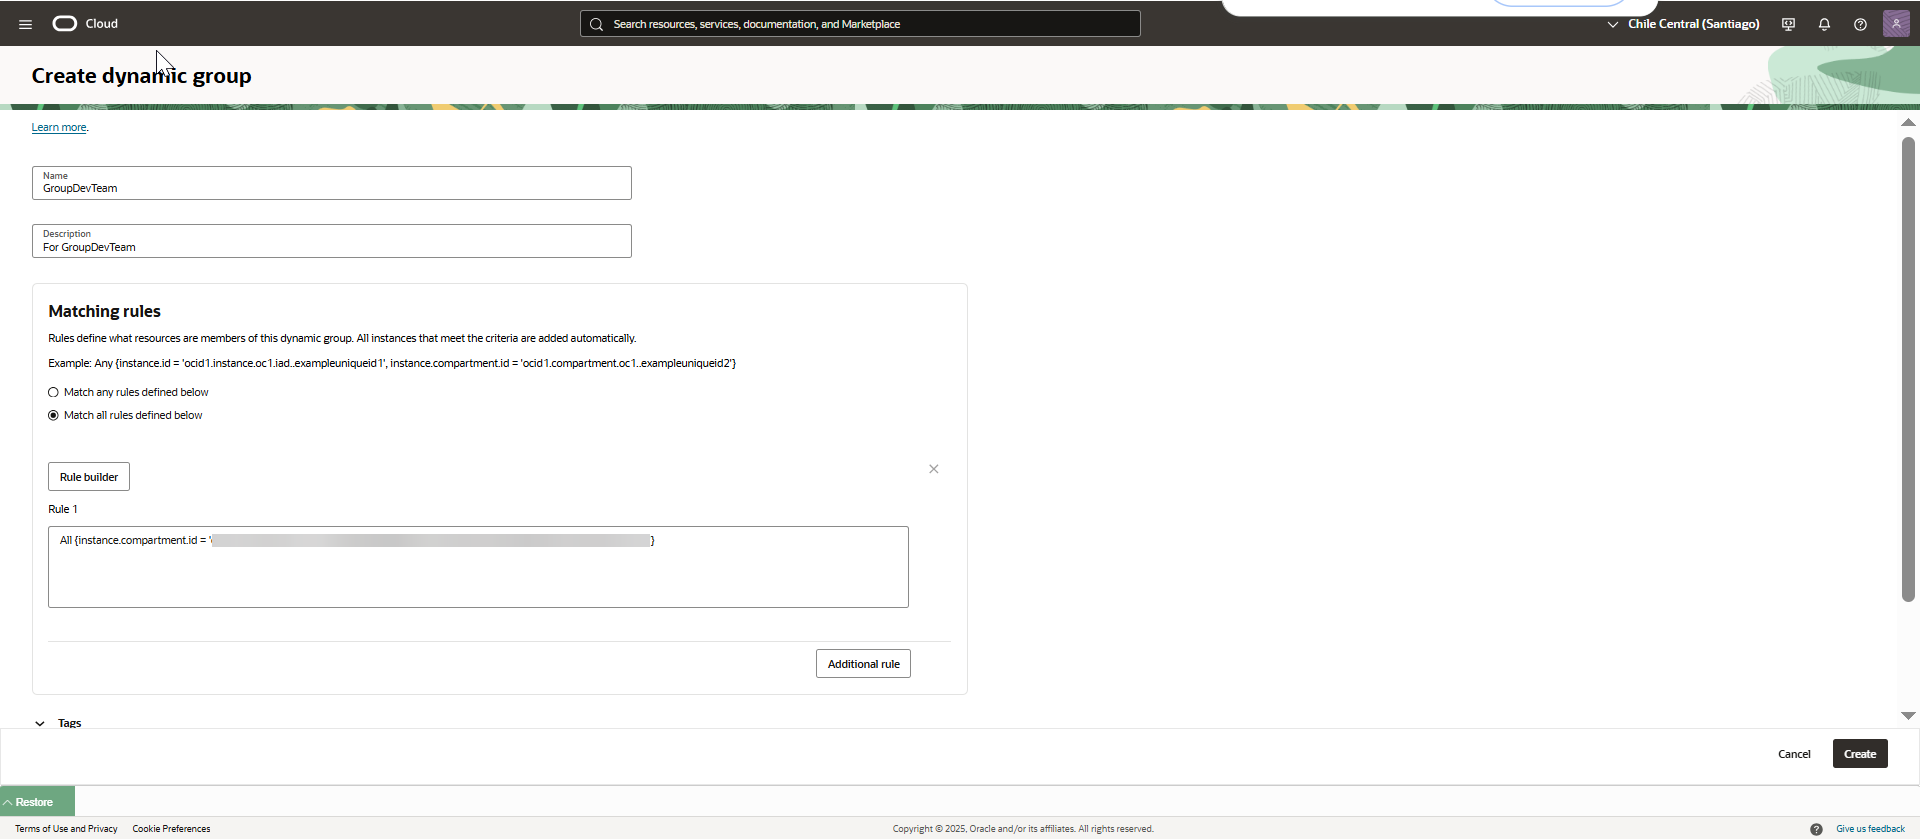 Cloud
Search resources, services, documentation, and Marketplace
Chile Central (Santiago)
Create dynamic group
Learn more.
Name
GroupDevTeam
Description
For GroupDevTeam
Matching rules
Rules define what resources are members of this dynamic group. All instances that meet the criteria are added automatically.
Example: Any {instance.id = 'ocid1.instance.oc1.iad..exampleuniqueid1', instance.compartment.id = 'ocid1.compartment.oc1..exampleuniqueid2'}
Match any rules defined below
Match all rules defined below
Rule builder
Rule 1
All {instance.compartment.id = ' }
Additional rule
Tags
Cancel
Create
Restore
Terms of Use and Privacy
Cookie Preferences
Copyright © 2025, Oracle and/or its affiliates. All rights reserved.
Give us feedback